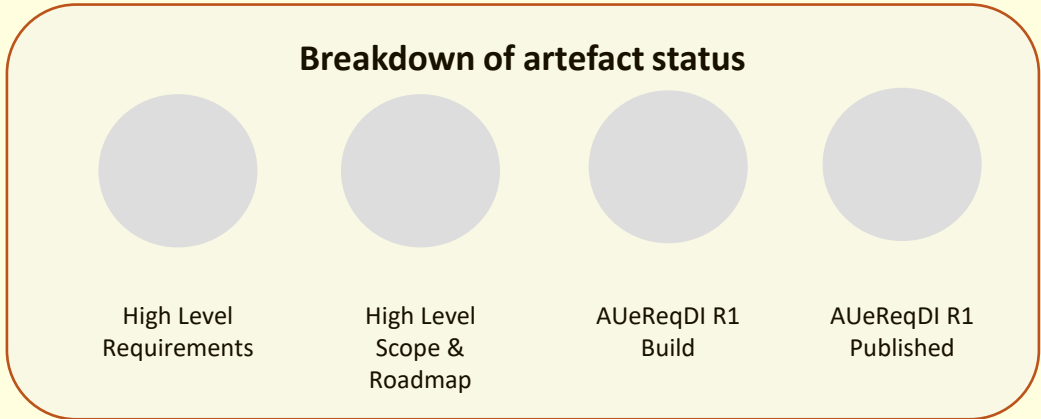 Breakdown of artefact status
High Level
Requirements
High Level
Scope &
Roadmap
AUeReqDI R1
Build
AUeReqDI R1
Published